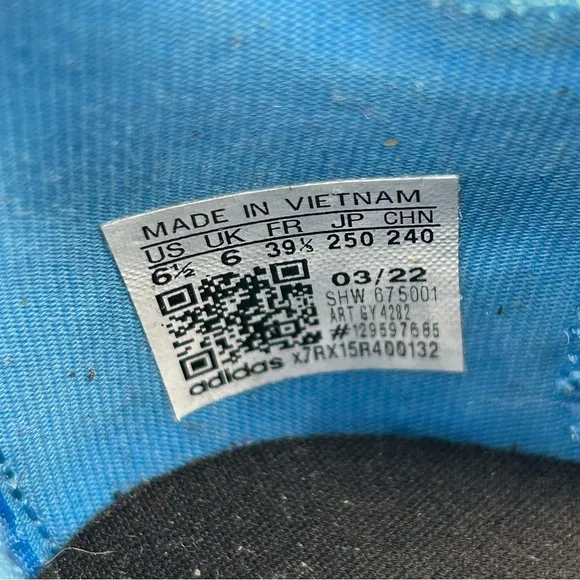 MADE IN VIETNAM
US UK FR JP CHN
6½ 6 39⅓ 250 240
03/22
SHW 675001
ART GY4282
#129597685
x7RX15R400132
adidas